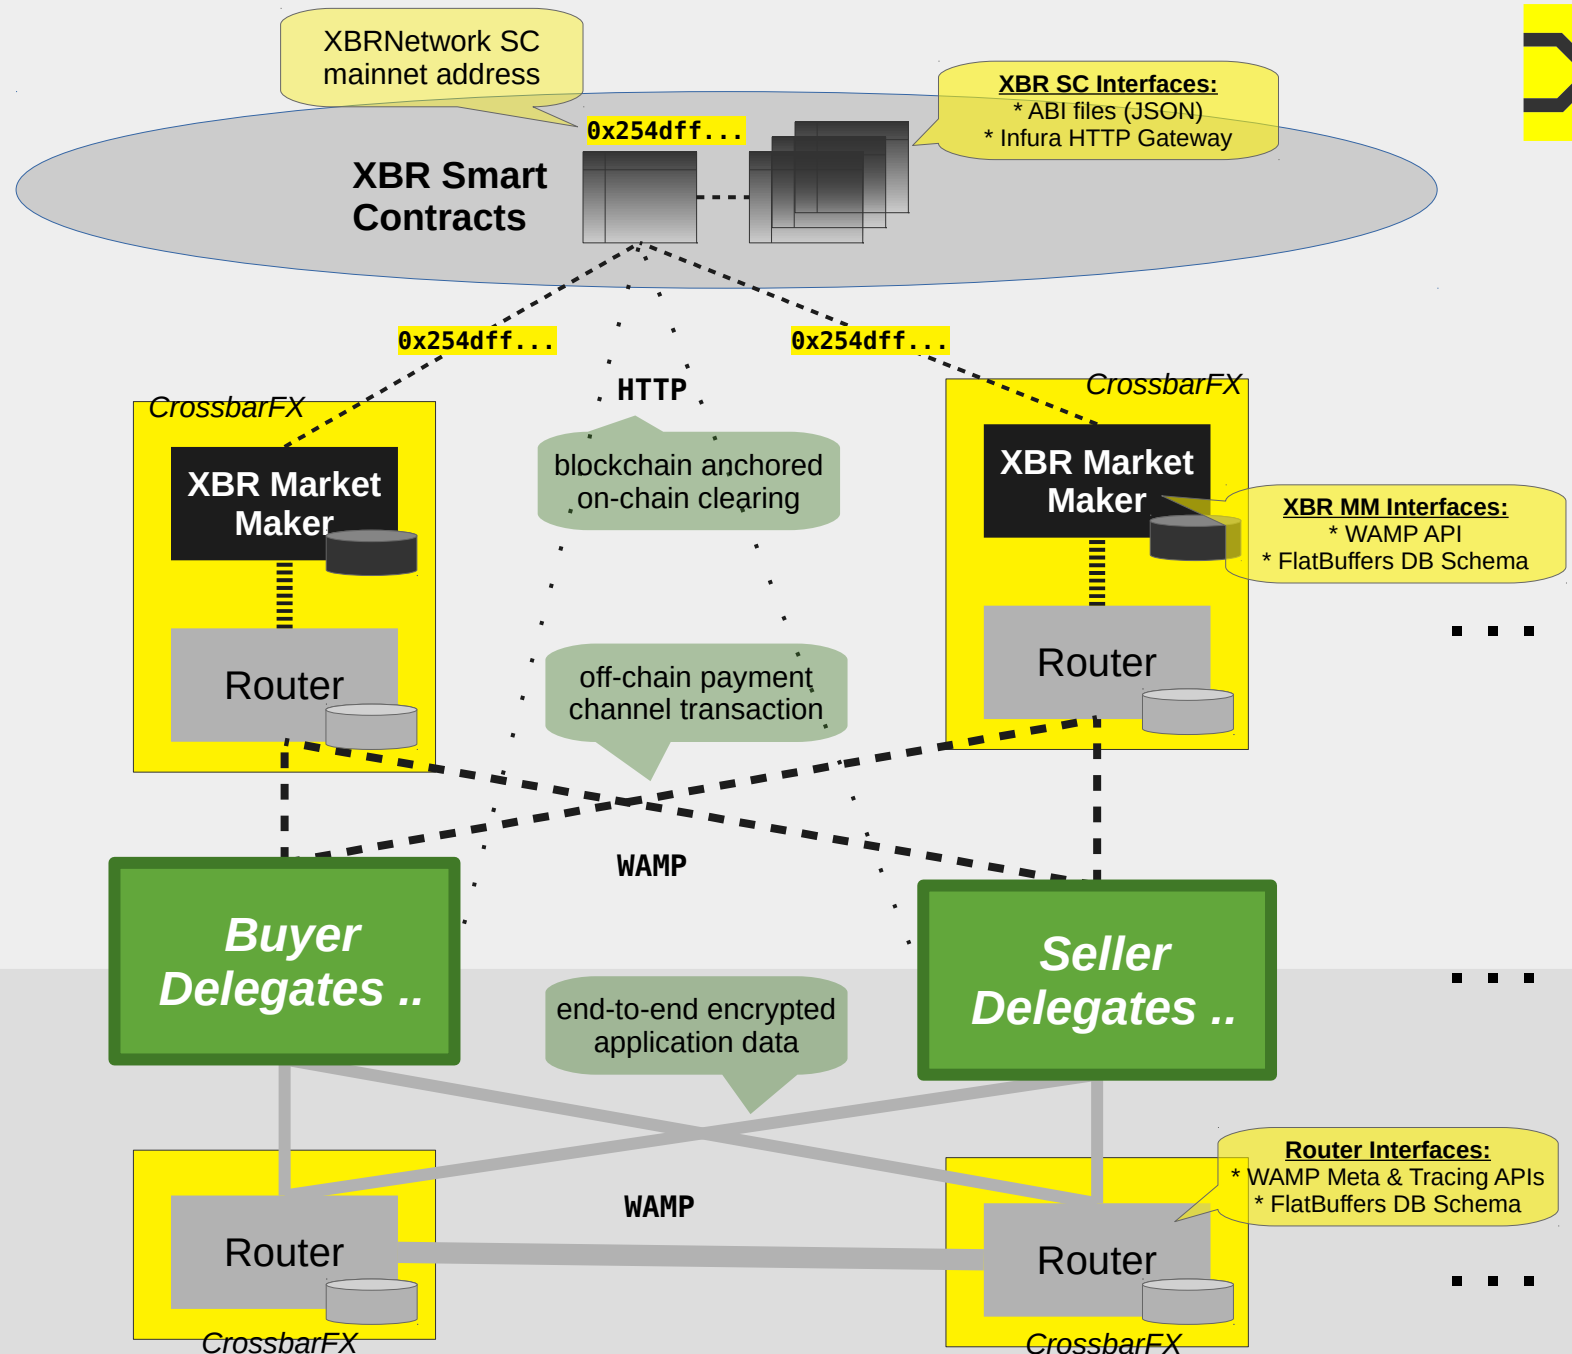 XBRNetwork SC
mainnet address
XBR SC Interfaces:
* ABI files (JSON)
* Infura HTTP Gateway
0x254dff...
XBR Smart
Contracts
0x254dff...
0x254dff...
HTTP
CrossbarFX
CrossbarFX
blockchain anchored
on-chain clearing
XBR Market
Maker
XBR Market
Maker
XBR MM Interfaces:
* WAMP API
* FlatBuffers DB Schema
Router
Router
. . .
off-chain payment
channel transaction
WAMP
Buyer
Delegates ..
Seller
Delegates ..
. . .
end-to-end encrypted
application data
Router Interfaces:
* WAMP Meta & Tracing APIs
* FlatBuffers DB Schema
WAMP
Router
Router
. . .
CrossbarFX
CrossbarFX